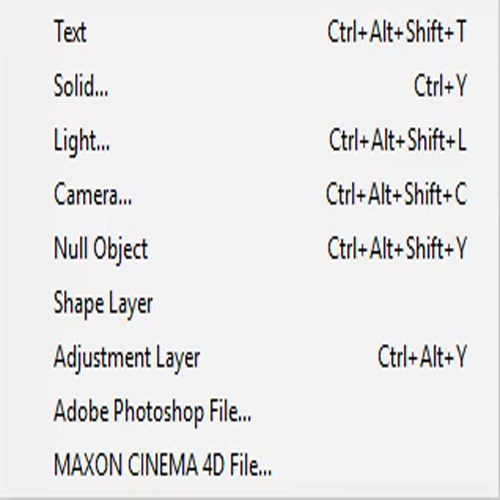 Text Ctrl+Alt+Shift+T
Solid... Ctrl+Y
Light... Ctrl+Alt+Shift+L
Camera... Ctrl+Alt+Shift+C
Null Object Ctrl+Alt+Shift+Y
Shape Layer
Adjustment Layer Ctrl+Alt+Y
Adobe Photoshop File...
MAXON CINEMA 4D File...